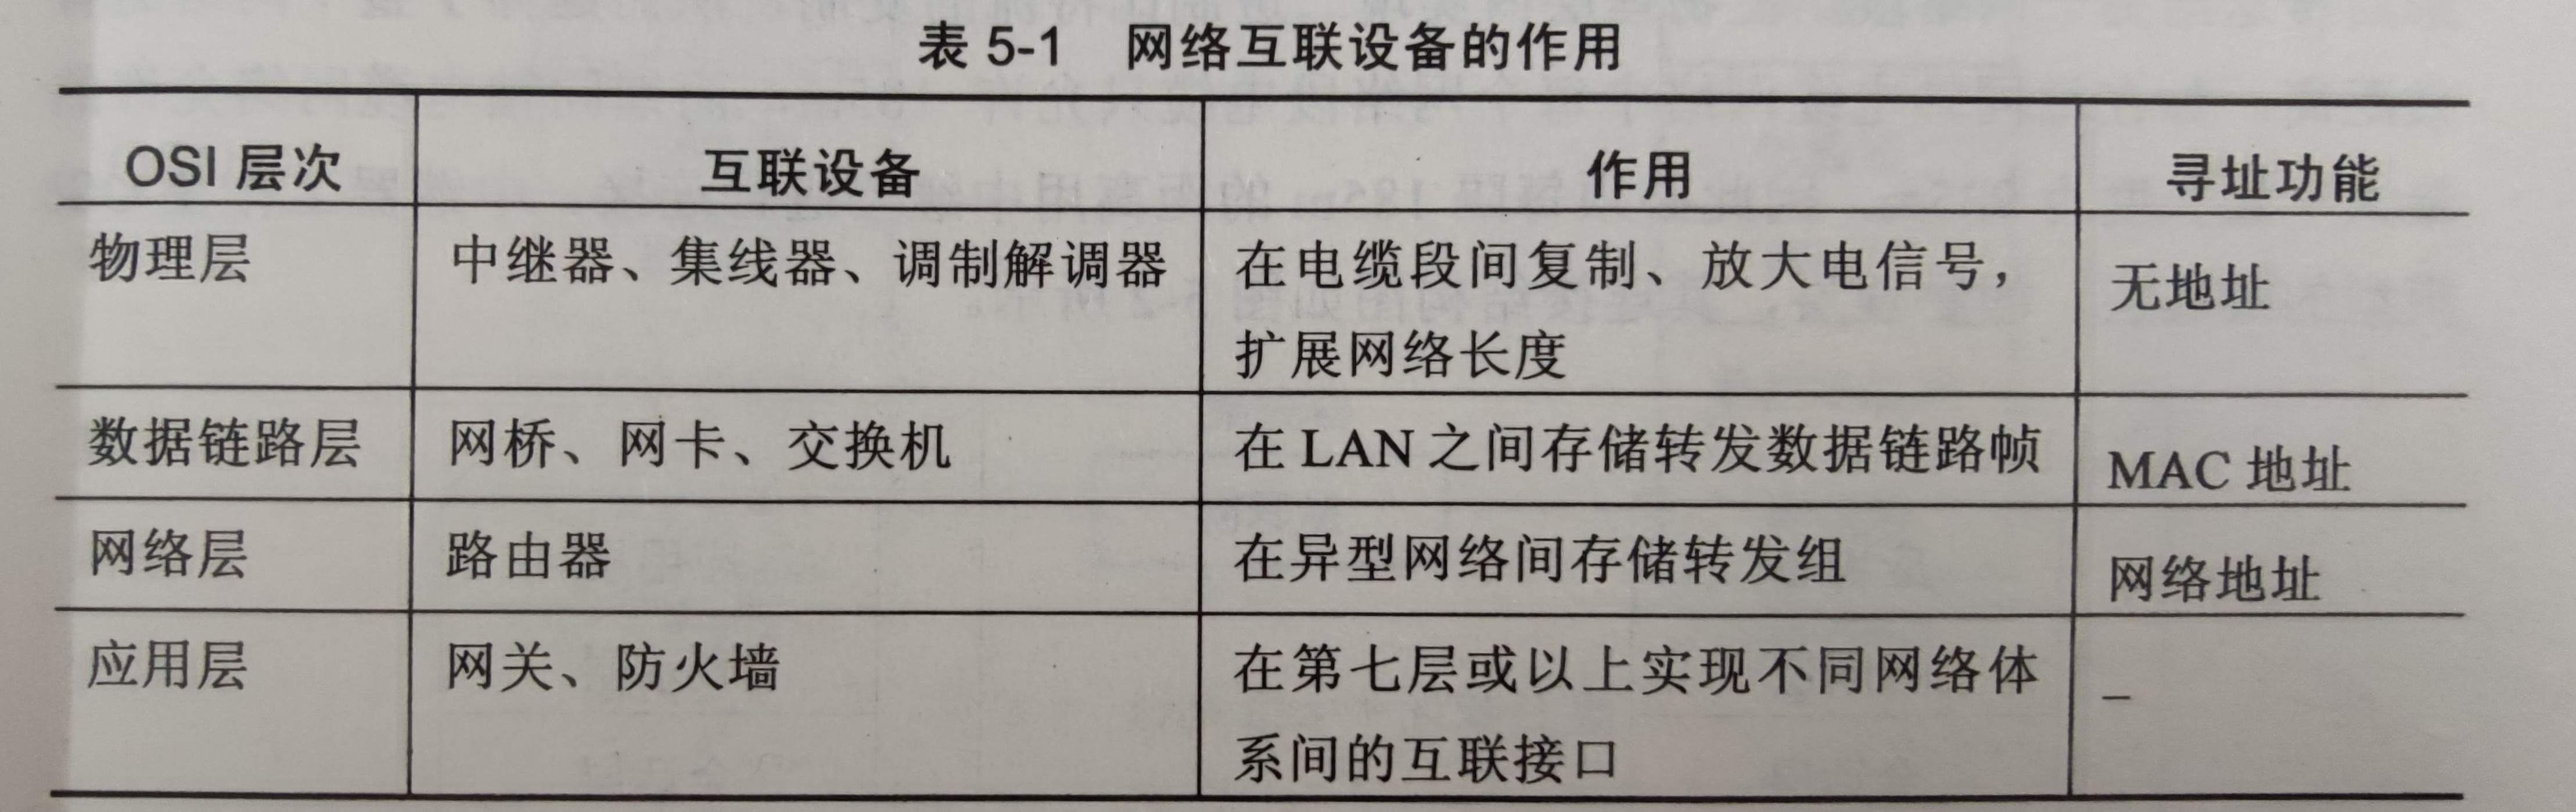 表 5-1 网络互联设备的作用
OSI 层次 互联设备 作用 寻址功能
物理层 中继器、集线器、调制解调器 在电缆段间复制、放大电信号， 无地址
扩展网络长度
数据链路层 网桥、网卡、交换机 在 LAN 之间存储转发数据链路帧 MAC 地址
网络层 路由器 在异型网络间存储转发组 网络地址
应用层 网关、防火墙 在第七层或以上实现不同网络体 –
系间的互联接口